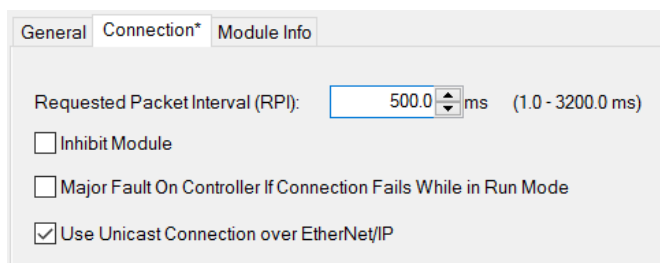 General Connection* Module Info
Requested Packet Interval (RPI): 500.0 ms (1.0 - 3200.0 ms)
Inhibit Module
Major Fault On Controller If Connection Fails While in Run Mode
Use Unicast Connection over EtherNet/IP